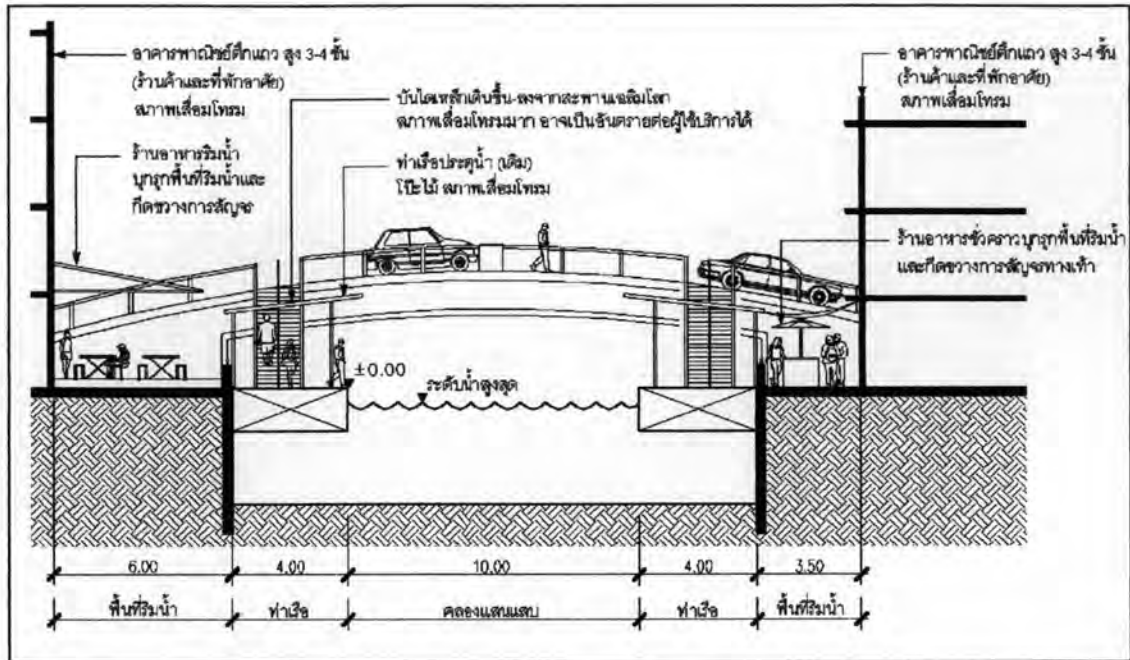 อาคารพาณิชย์ตึกแถว สูง 3-4 ชั้น
(ร้านค้าและที่พักอาศัย)
สภาพเสื่อมโทรม
อาคารพาณิชย์ตึกแถว สูง 3-4 ชั้น
(ร้านค้าและที่พักอาศัย)
สภาพเสื่อมโทรม
บันไดเหล็กเดินขึ้น-ลงจากสะพานเฉลิมโลก
สภาพเสื่อมโทรมมาก อาจเป็นอันตรายต่อผู้ใช้บริการได้
ร้านอาหารริมน้ำ
บุกรุกพื้นที่ริมน้ำและ
กีดขวางการสัญจร
ท่าเรือประตูน้ำ (เดิม)
โป๊ะไม้ สภาพเสื่อมโทรม
ร้านอาหารชั่วคราวบุกรุกพื้นที่ริมน้ำ
และกีดขวางการสัญจรทางเท้า
±0.00
ระดับน้ำสูงสุด
6.00 4.00 10.00 4.00 3.50
พื้นที่ริมน้ำ ท่าเรือ คลองแสนแสบ ท่าเรือ พื้นที่ริมน้ำ